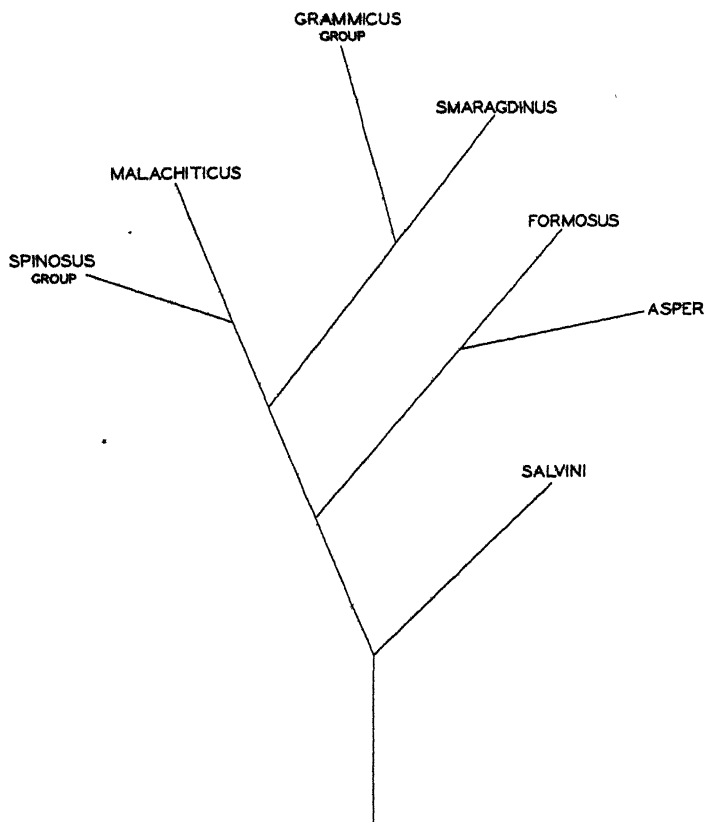 GRAMMICUS
GROUP
SMARAGDINUS
MALACHITICUS
FORMOSUS
SPINOSUS
GROUP
ASPER
SALVINI